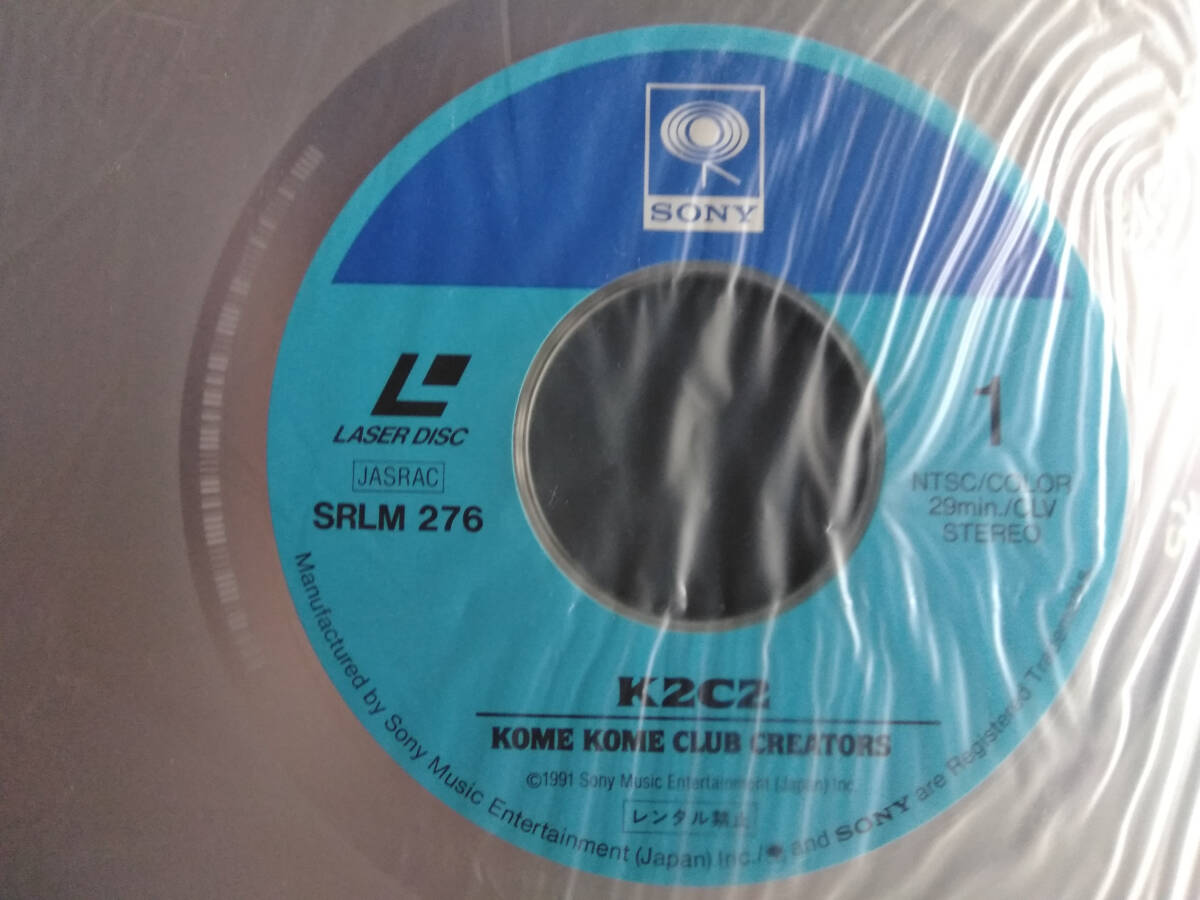 SONY
LASER DISC
JASRAC
SRLM 276
1
NTSC/COLOR
29min./CLV
STEREO
K2C2
KOME KOME CLUB CREATORS
©1991 Sony Music Entertainment (Japan) Inc.
レンタル禁止
Manufactured by Sony Music Entertainment (Japan) Inc./ and SONY are Registered Trademarks